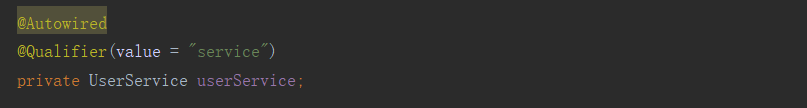 @Autowired
@Qualifier(value = "service")
private UserService userService;